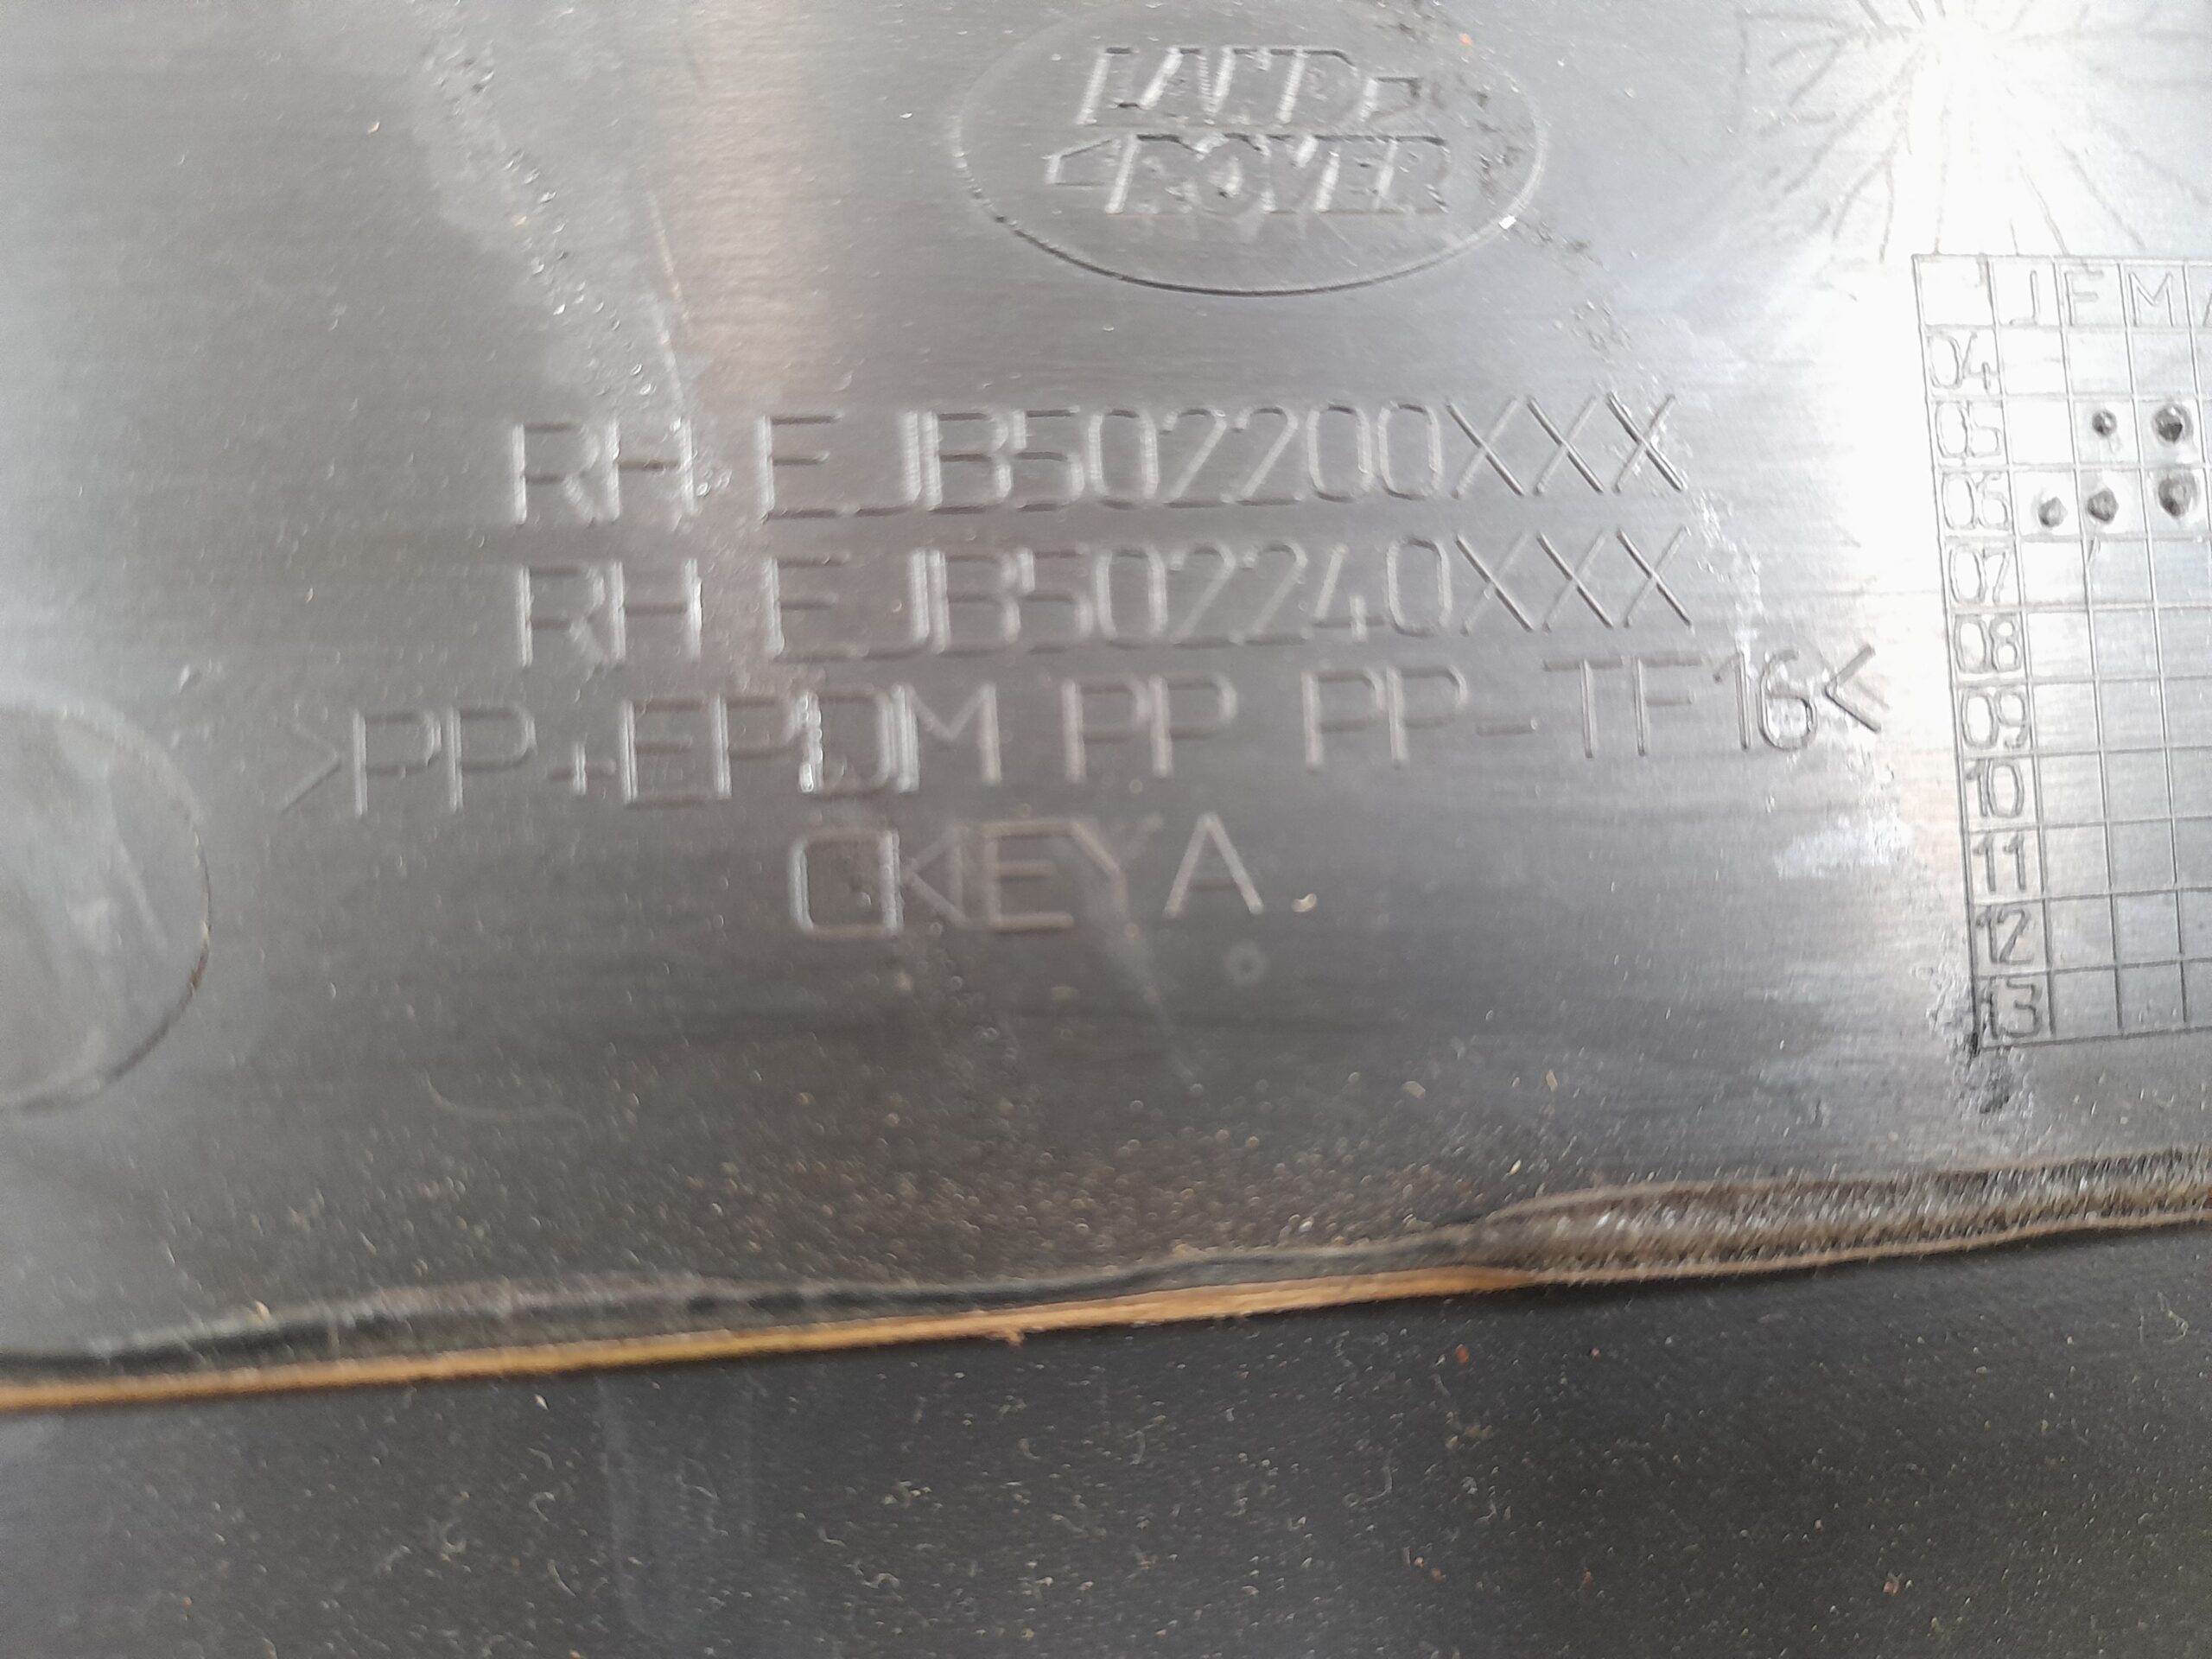 LAND
ROVER
RH EJB502200XXX
RH EJB502240XXX
>PP+EPDM PP PP-TF16<
CKEYA
J F M
04
05
06
07
08
09
10
11
12
13